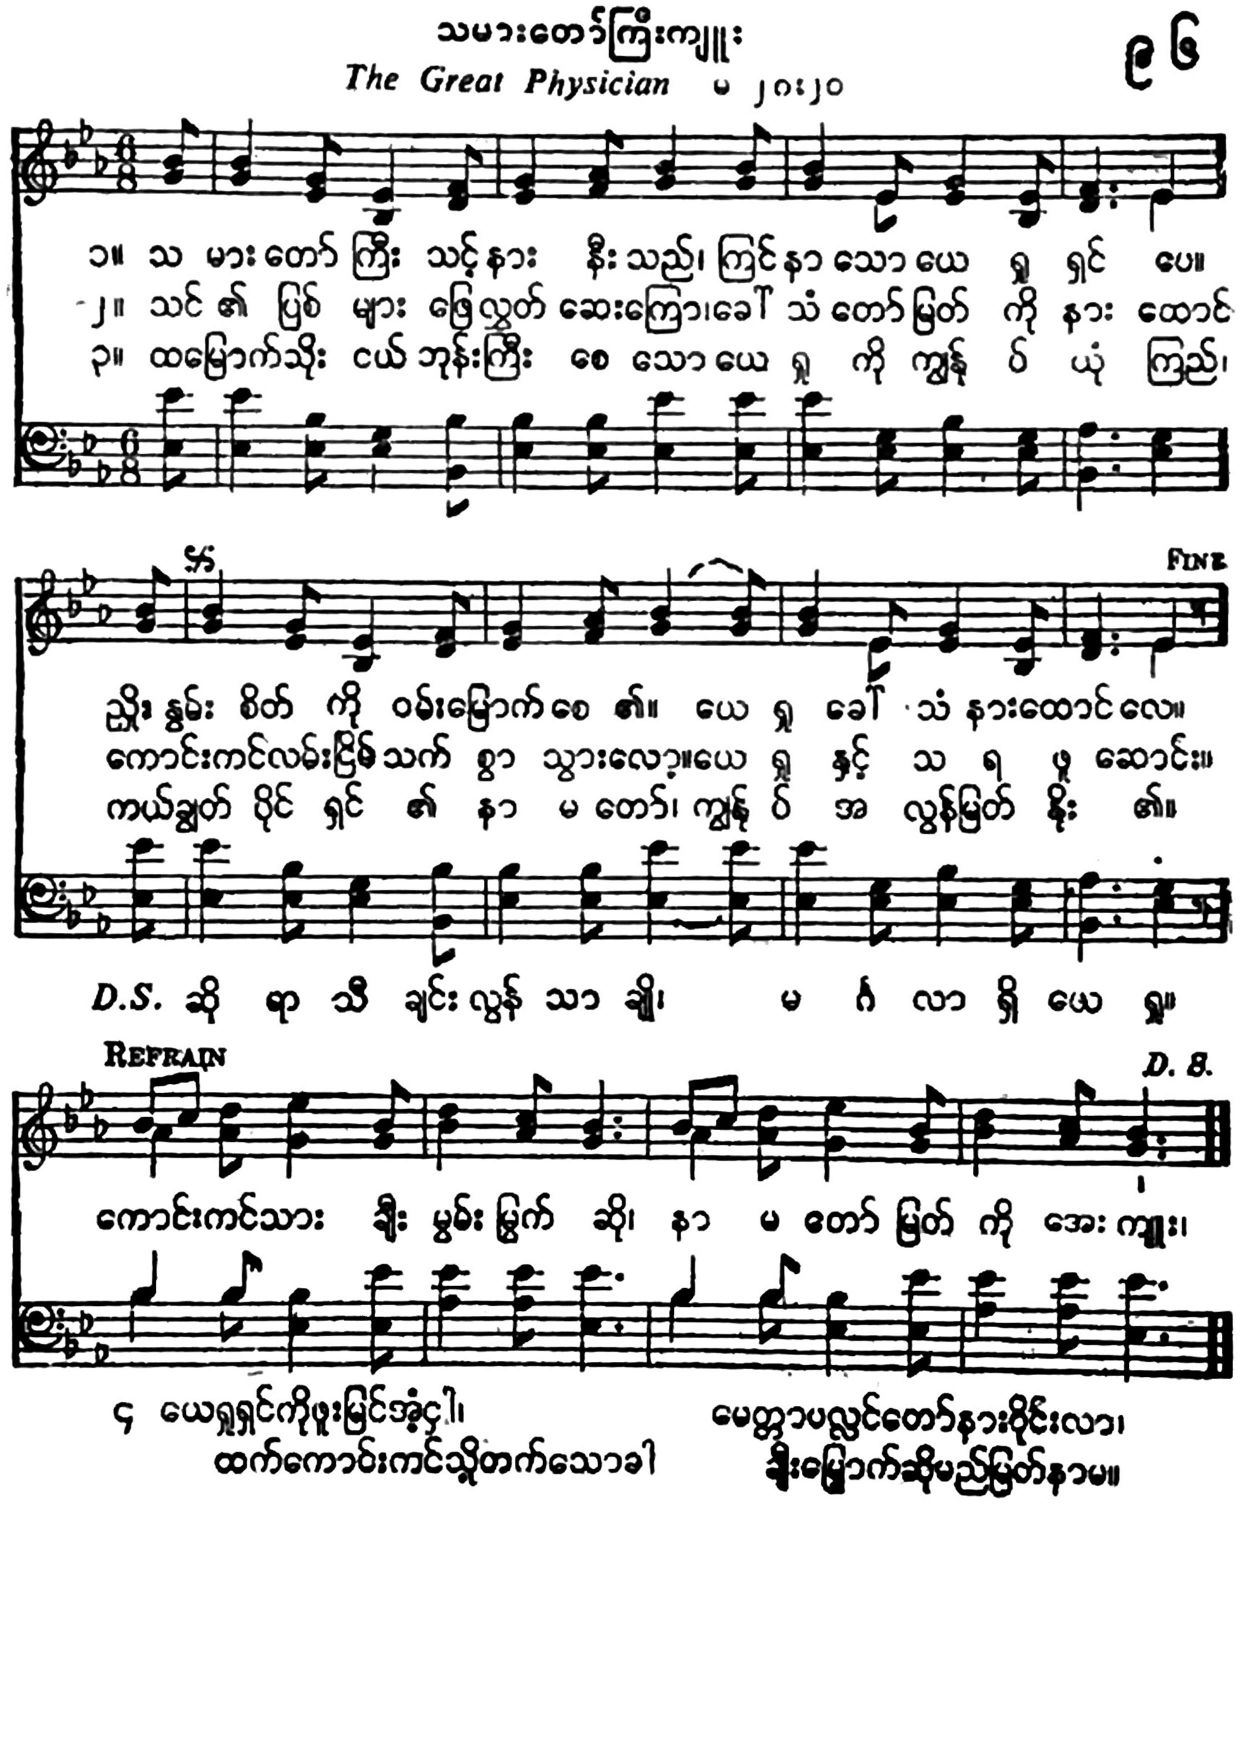 သမားတော်ကြီးကျူး
၉၆
The Great Physician မ ၂၈း၂၀
၁။ သ မား တော် ကြီး သင့် နား နီး သည်၊ ကြင် နာ သော ယေ ရှု ရှင် ပေ။
၂။ သင် ၏ ပြစ် များ ဖြေ လွှတ် ဆေးကြော၊ ခေါ် သံ တော် မြတ် ကို နား ထောင်
၃။ ထမြောက်သိုး ငယ် ဘုန်းကြီး စေ သော ယေ ရှု ကို ကျွန်ုပ် ယုံ ကြည်၊
FINE
ညှိုး နွမ်း စိတ် ကို ဝမ်းမြောက် စေ ၏။ ယေ ရှု ခေါ် သံ နားထောင် လေ။
ကောင်းကင်လမ်းငြိမ် သက် စွာ သွားလော့။ ယေ ရှု နှင့် သ ရ ဖူ ဆောင်း။
ကယ်ချွတ် ပိုင် ရှင် ၏ နာ မ တော်၊ ကျွန်ုပ် အ လွန်မြတ် နိုး ၏။
D.S. ဆို ရာ သီ ချင်း လွန် သာ ချို၊ မ င်္ဂ လာ ရှိ ယေ ရှု။
REFRAIN
D. S.
ကောင်းကင်သား ချီး မွမ်း မြွက် ဆို၊ နာ မ တော် မြတ် ကို အေး ကျူး၊
၄ ယေရှုရှင်ကိုဖူးမြင်အံ့ငှါ၊ မေတ္တာပလ္လင်တော်နားဝိုင်းလာ၊
ထက်ကောင်းကင်သို့တက်သောခါ ချီးမြှောက်ဆိုမည်မြတ်နာမ။